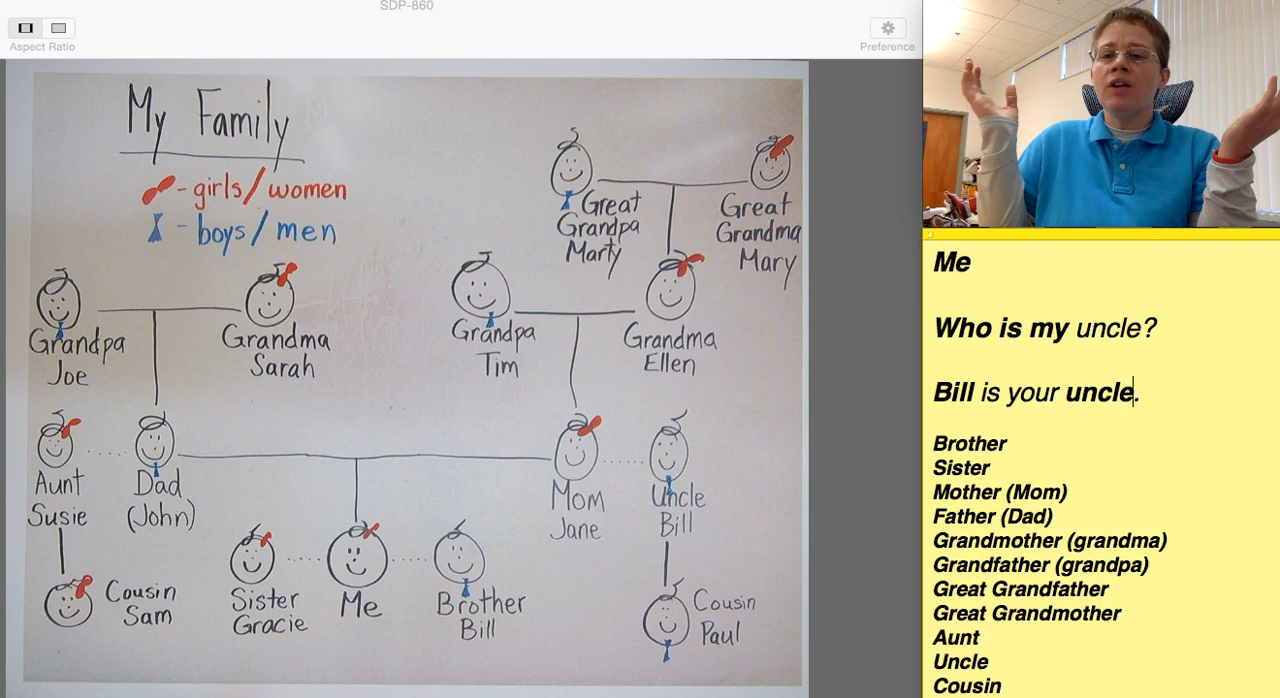 SDP-860
Aspect Ratio
Preference
My Family
- girls/women
- boys/men
Great
Grandpa
Marty
Great
Grandma
Mary
Grandpa
Joe
Grandma
Sarah
Grandpa
Tim
Grandma
Ellen
Aunt
Susie
Dad
(John)
Mom
Jane
Uncle
Bill
Cousin
Sam
Sister
Gracie
Me
Brother
Bill
Cousin
Paul
Me
Who is my uncle?
Bill is your uncle.
Brother
Sister
Mother (Mom)
Father (Dad)
Grandmother (grandma)
Grandfather (grandpa)
Great Grandfather
Great Grandmother
Aunt
Uncle
Cousin